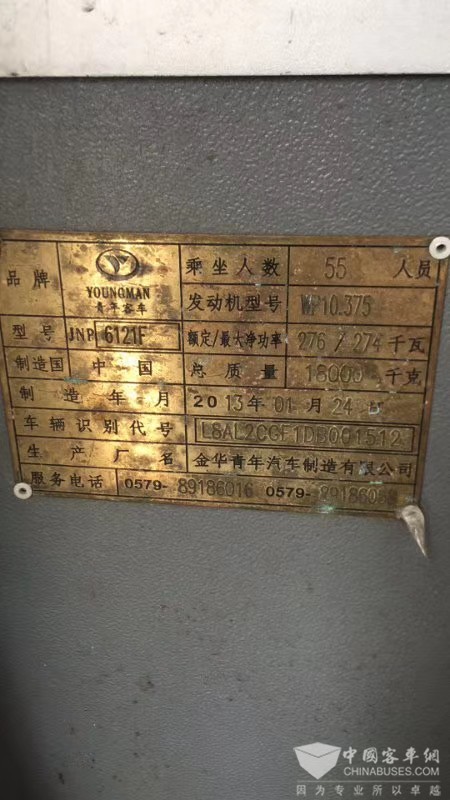 品牌 YOUNGMAN 青年客车 乘坐人数 55 人员
发动机型号 WP10.375
型号 JNP6121F 额定/最大净功率 276/274 千瓦
制造国 中国 总质量 18000 千克
制造年月 2013年01月24日
车辆识别代号 L8AL2CGF1DB001512
生产厂名 金华青年汽车制造有限公司
服务电话 0579-89186016 0579-
中國客車網
CHINABUSES.COM
因为专业所以卓越